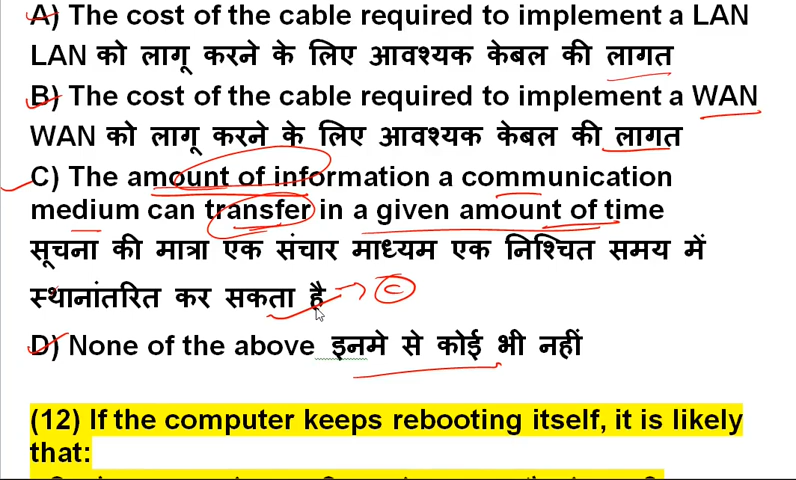 A) The cost of the cable required to implement a LAN
LAN को लागू करने के लिए आवश्यक केबल की लागत
B) The cost of the cable required to implement a WAN
WAN को लागू करने के लिए आवश्यक केबल की लागत
C) The amount of information a communication
medium can transfer in a given amount of time
सूचना की मात्रा एक संचार माध्यम एक निश्चित समय में
स्थानांतरित कर सकता है → C
D) None of the above इनमे से कोई भी नहीं
(12) If the computer keeps rebooting itself, it is likely
that: